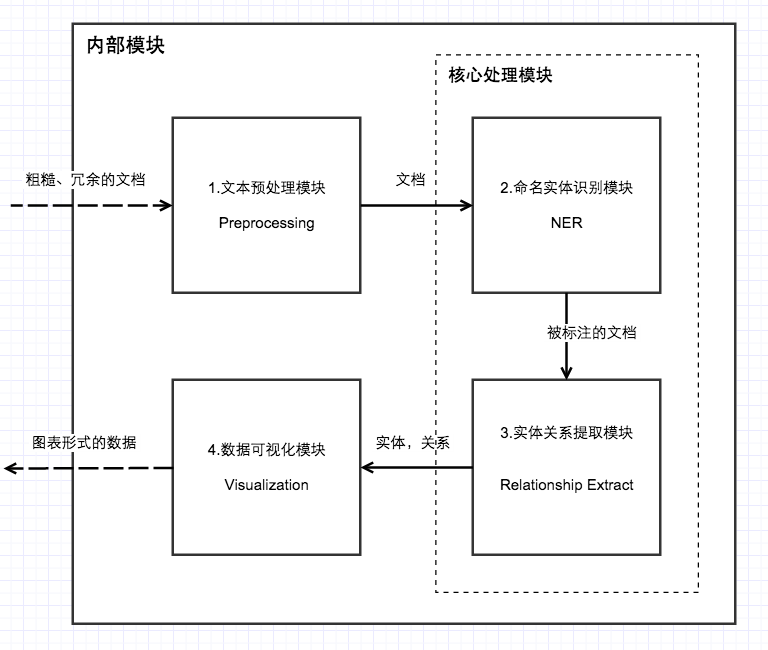 内部模块
核心处理模块
粗糙、冗余的文档
1.文本预处理模块
Preprocessing
文档
2.命名实体识别模块
NER
被标注的文档
3.实体关系提取模块
Relationship Extract
实体，关系
4.数据可视化模块
Visualization
图表形式的数据